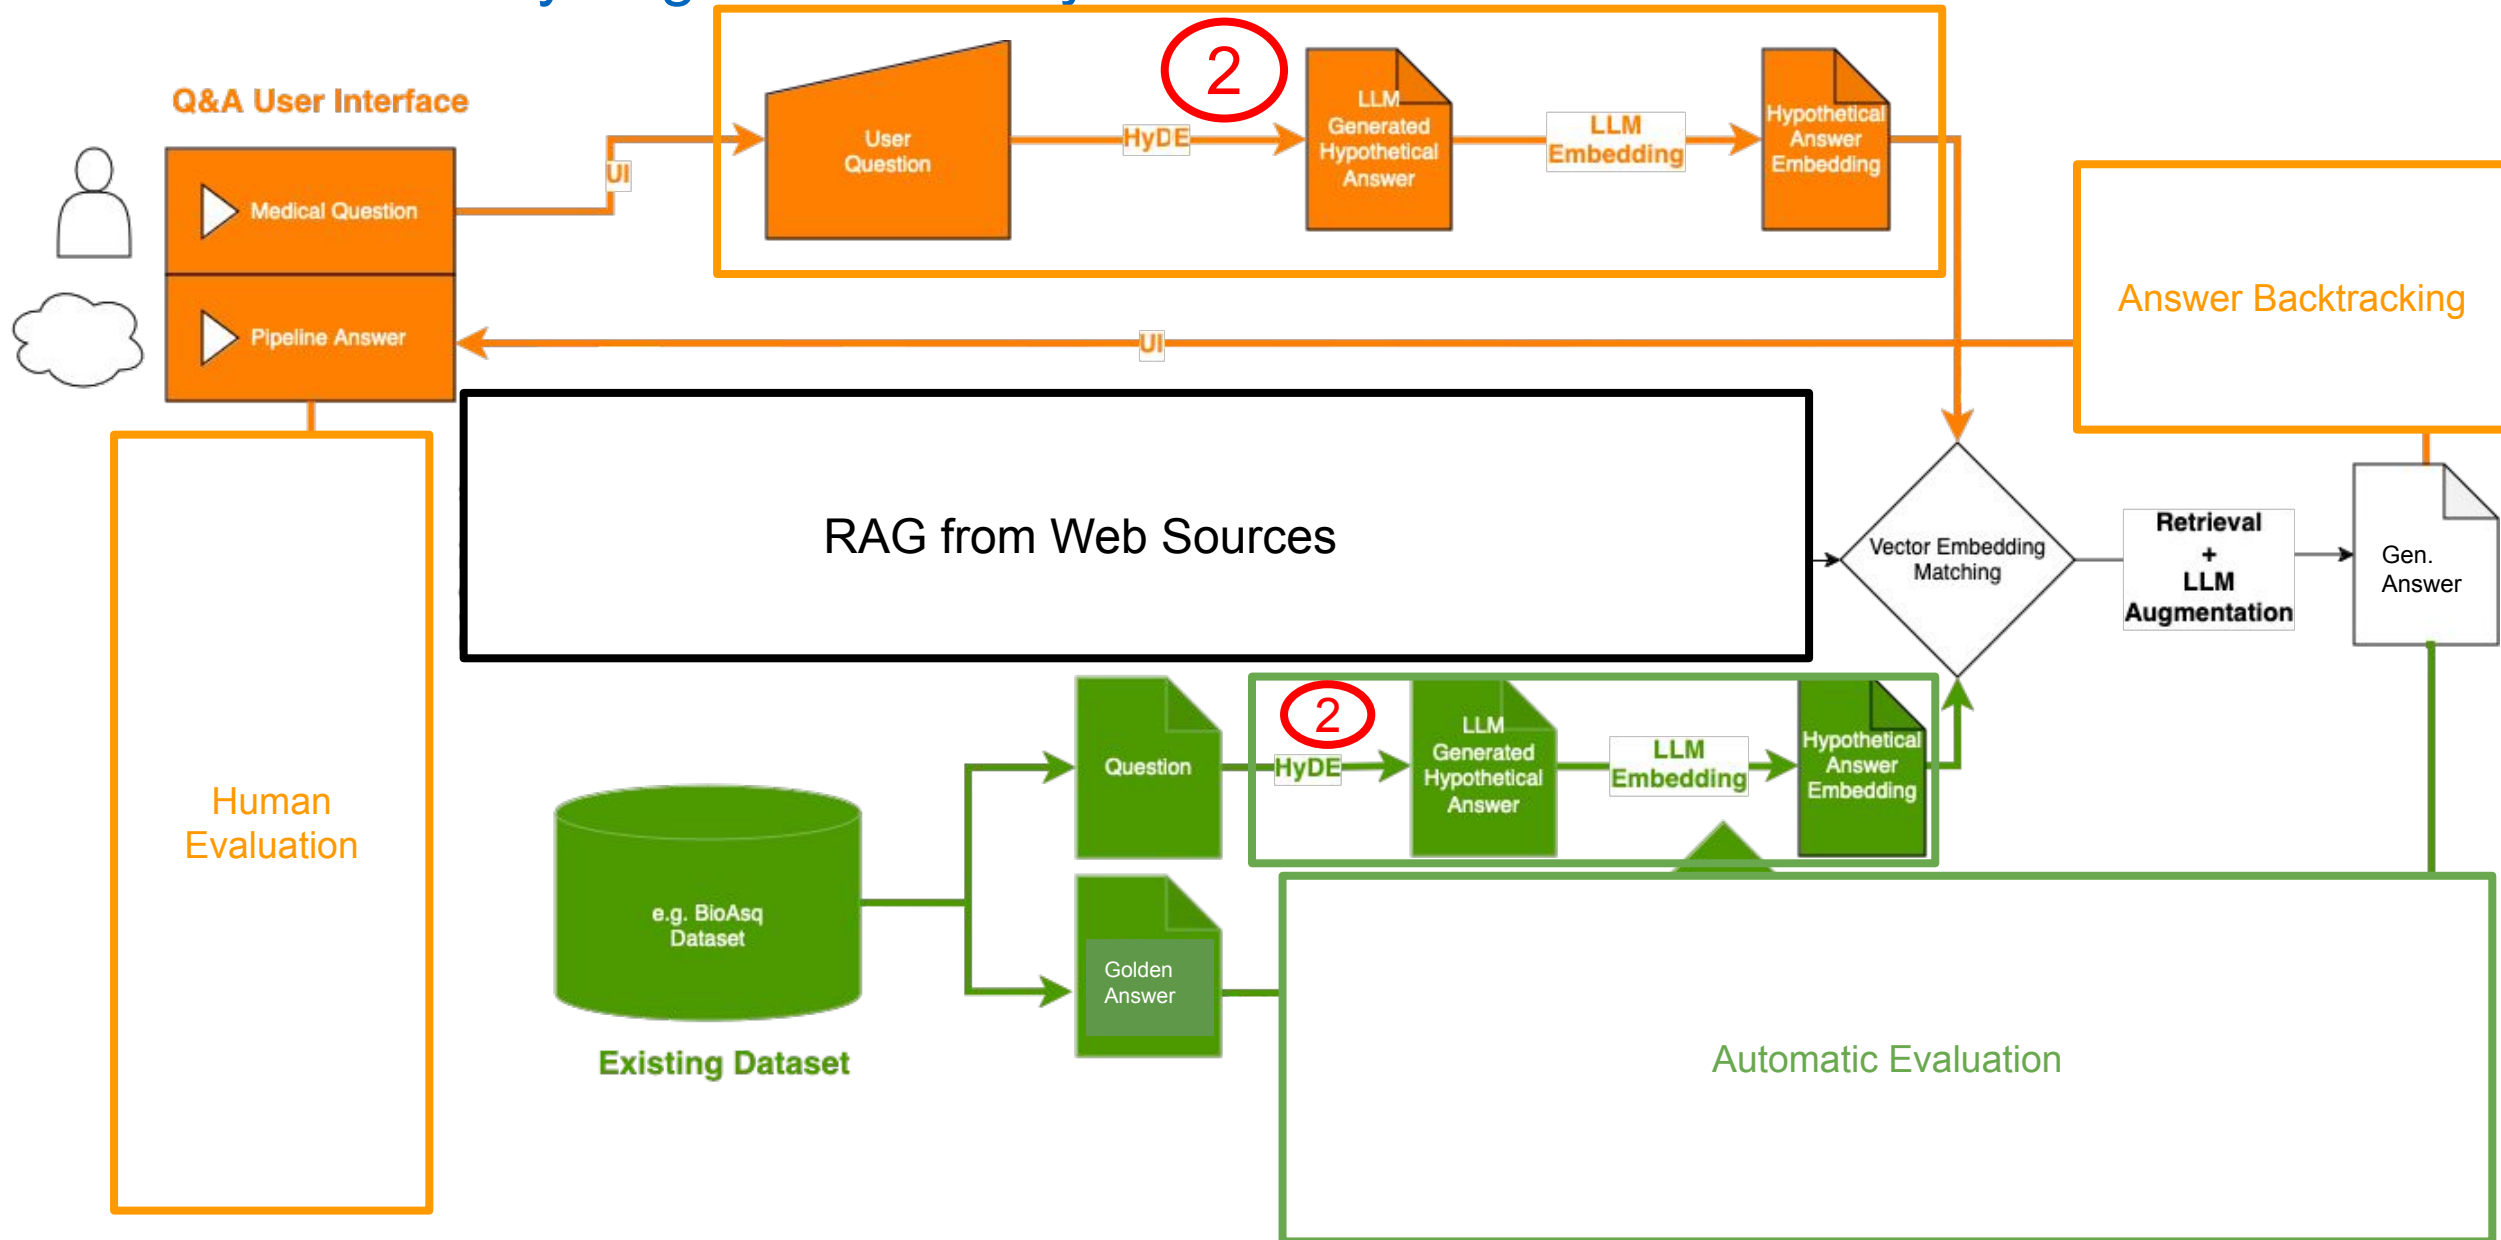 Q&A User Interface
Medical Question
Pipeline Answer
UI
User
Question
2
HyDE
LLM
Generated
Hypothetical
Answer
LLM
Embedding
Hypothetical
Answer
Embedding
Answer Backtracking
UI
RAG from Web Sources
Vector Embedding
Matching
Retrieval
+
LLM
Augmentation
Gen.
Answer
Human
Evaluation
e.g. BioAsq
Dataset
Existing Dataset
Question
2
HyDE
LLM
Generated
Hypothetical
Answer
LLM
Embedding
Hypothetical
Answer
Embedding
Golden
Answer
Automatic Evaluation